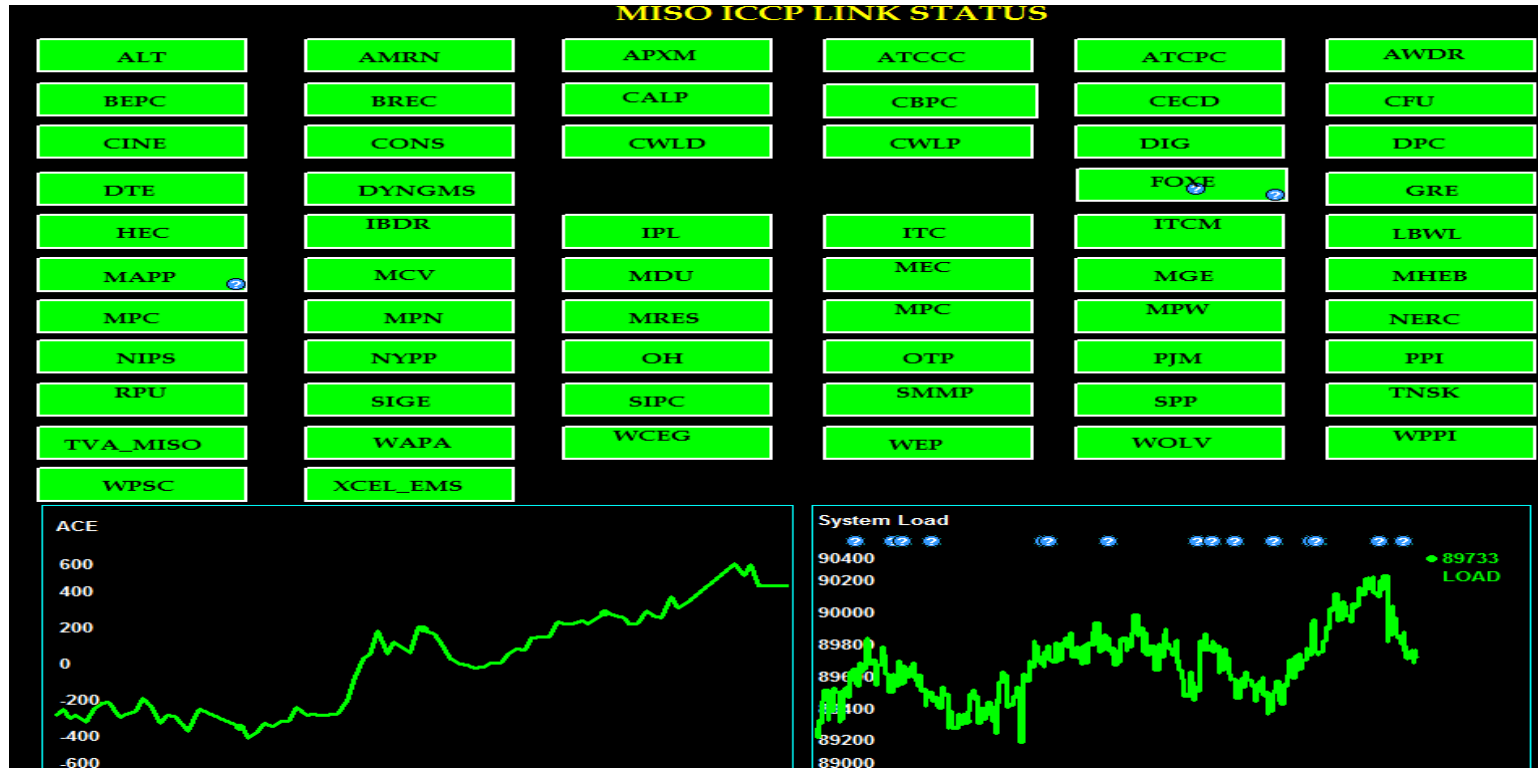 MISO ICCP LINK STATUS
ALT AMRN APXM ATCCC ATCPC AWDR
BEPC BREC CALP CBPC CECD CFU
CINE CONS CWLD CWLP DIG DPC
DTE DYNGMS FOXE GRE
HEC IBDR IPL ITC ITCM LBWL
MAPP MCV MDU MEC MGE MHEB
MPC MPN MRES MPC MPW NERC
NIPS NYPP OH OTP PJM PPI
RPU SIGE SIPC SMMP SPP TNSK
TVA_MISO WAPA WCEG WEP WOLV WPPI
WPSC XCEL_EMS
ACE
600
400
200
0
-200
-400
-600
System Load
90400
90200
90000
89800
89600
89400
89200
89000
89733
LOAD